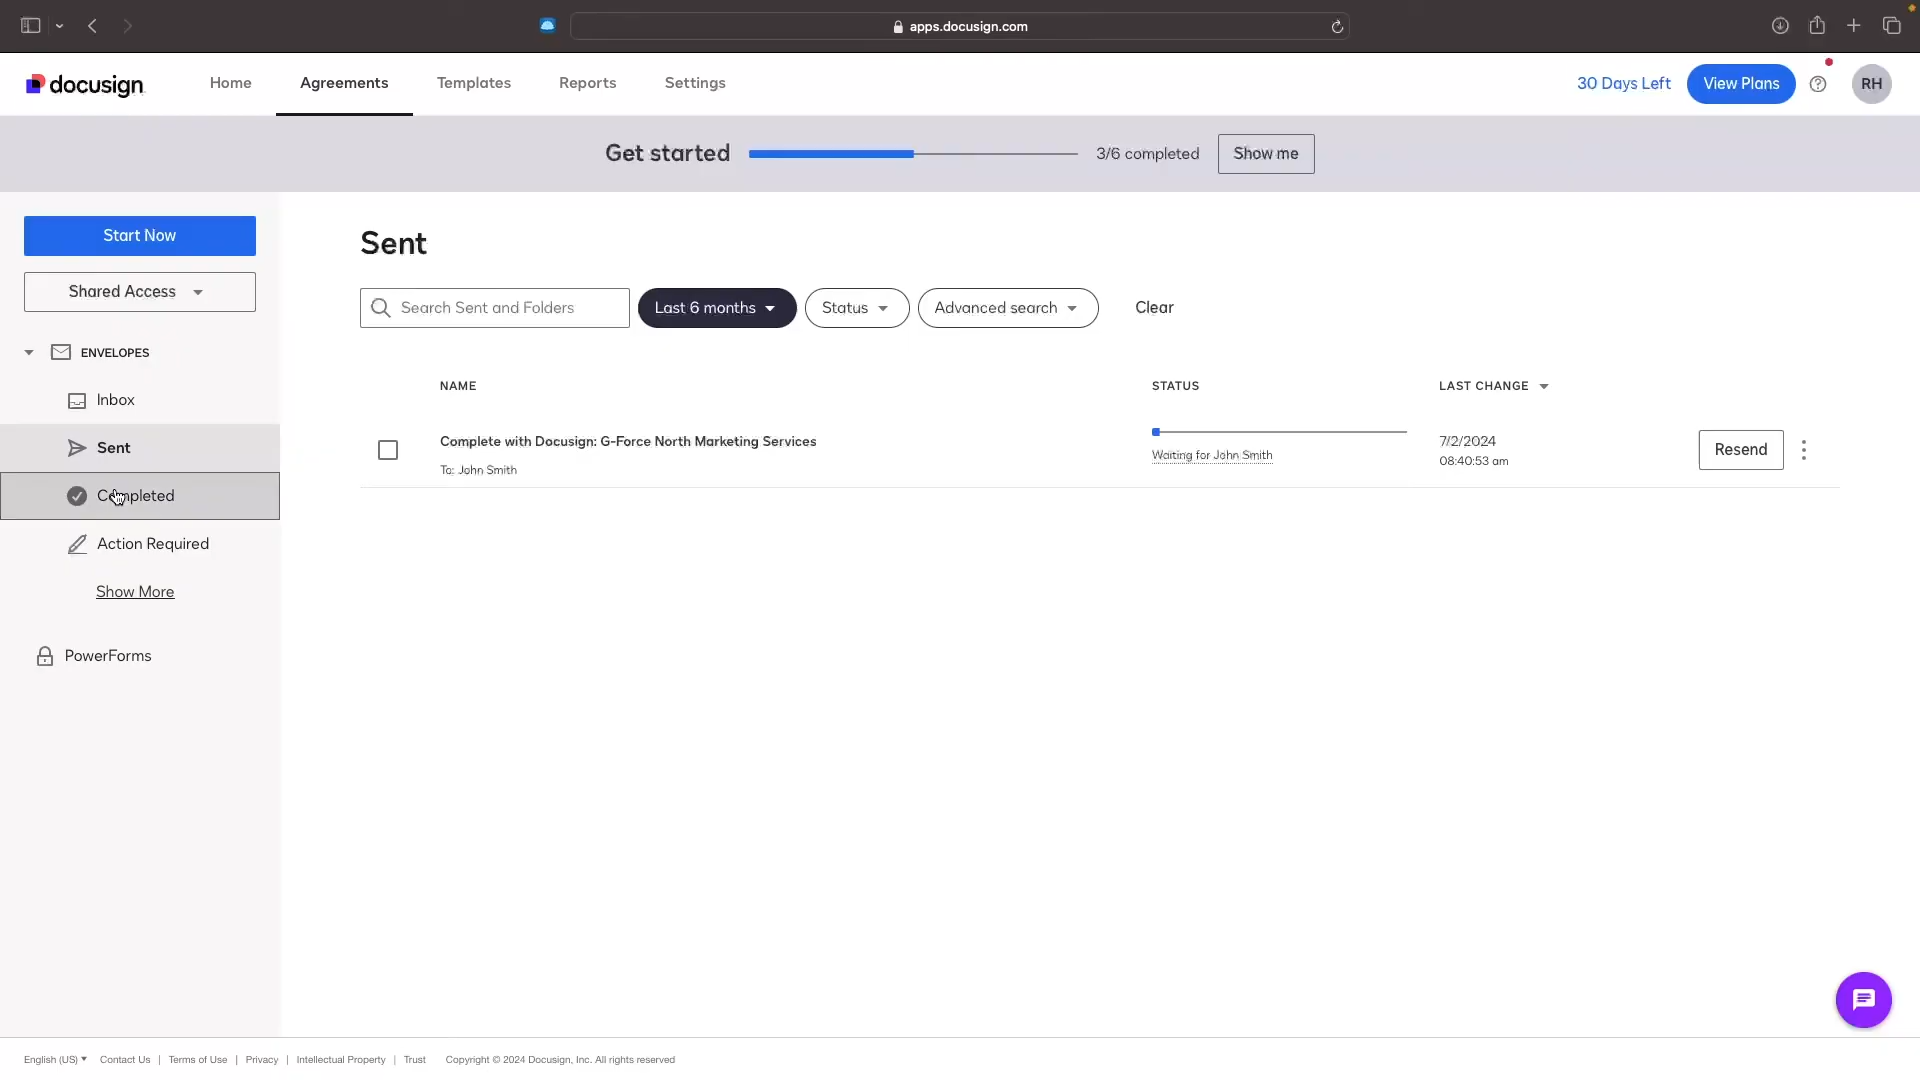 apps.docusign.com
docusign
Home
Agreements
Templates
Reports
Settings
30 Days Left
View Plans
RH
Get started
3/6 completed
Show me
Start Now
Shared Access
ENVELOPES
Inbox
Sent
Completed
Action Required
Show More
PowerForms
Sent
Search Sent and Folders
Last 6 months
Status
Advanced search
Clear
NAME
STATUS
LAST CHANGE
Complete with Docusign: G-Force North Marketing Services
To: John Smith
Waiting for John Smith
7/2/2024
08:40:53 am
Resend
English (US) Contact Us | Terms of Use | Privacy | Intellectual Property | Trust Copyright © 2024 Docusign, Inc. All rights reserved